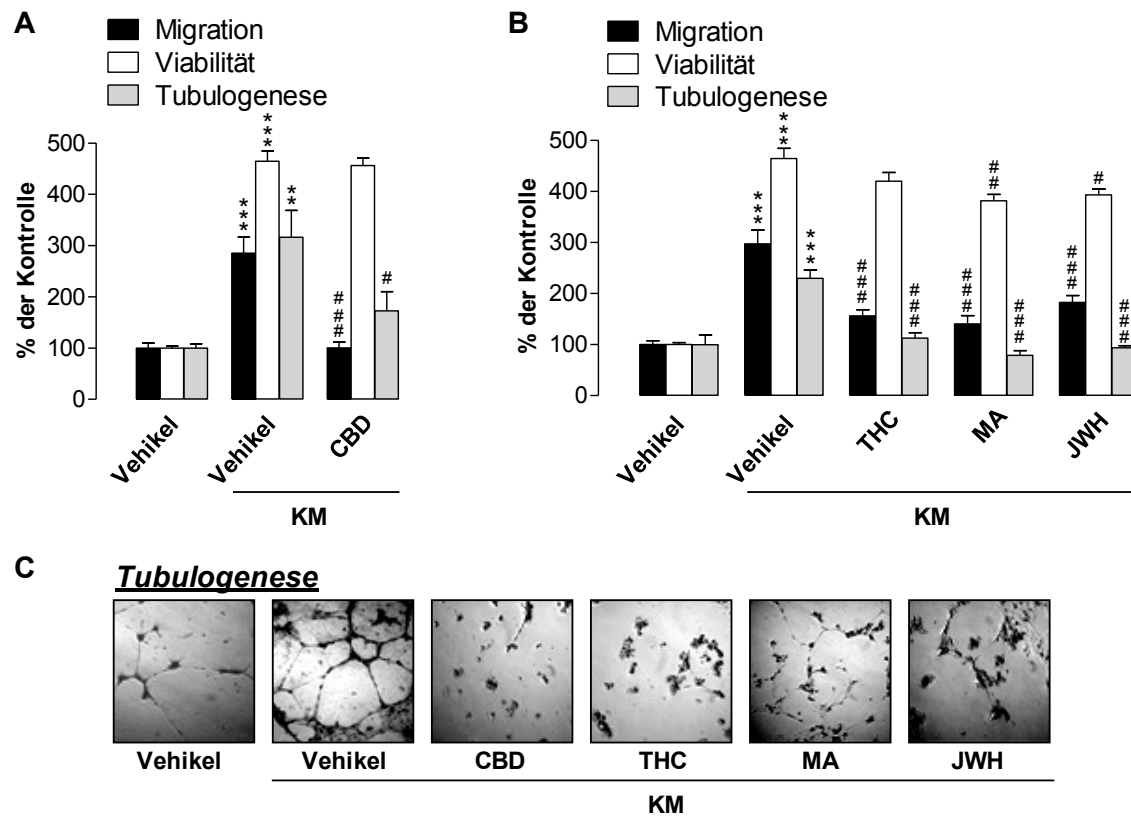 A
Migration
Viabilität
Tubulogenese
% der Kontrolle
500
400
300
200
100
0
***
***
**
###
#
Vehikel
Vehikel
CBD
KM
B
Migration
Viabilität
Tubulogenese
% der Kontrolle
500
400
300
200
100
0
***
***
***
###
###
###
##
###
###
#
###
Vehikel
Vehikel
THC
MA
JWH
KM
C
Tubulogenese
Vehikel
Vehikel
CBD
THC
MA
JWH
KM